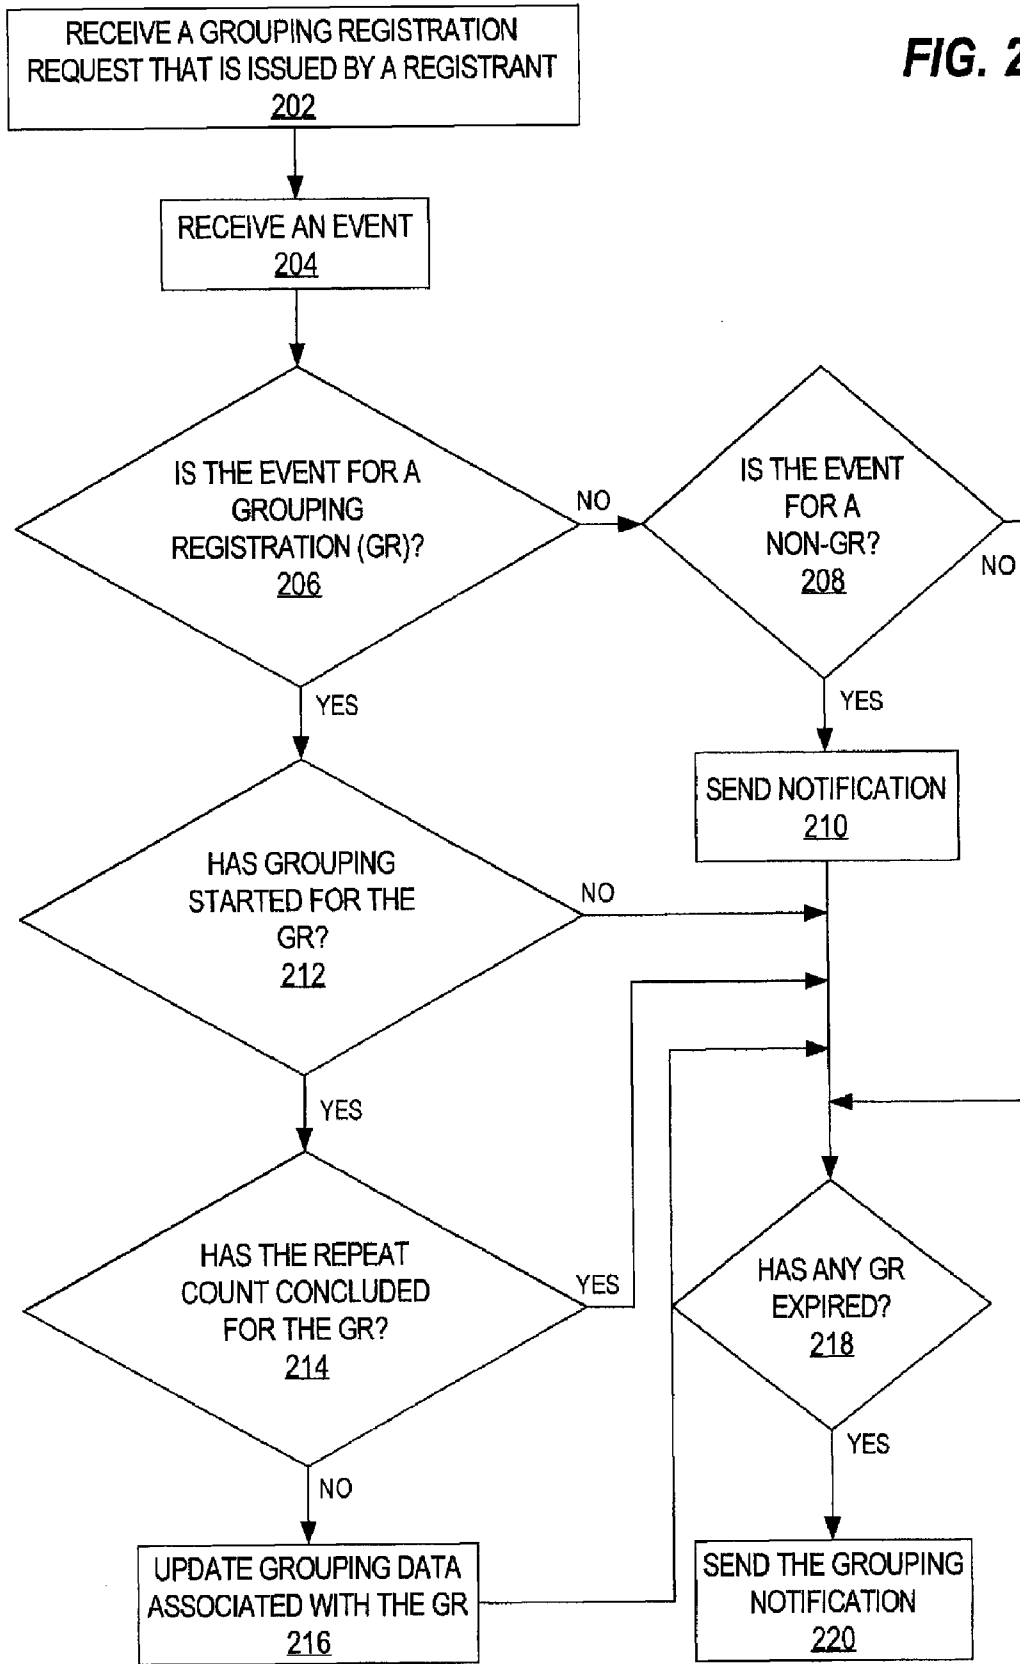 RECEIVE A GROUPING REGISTRATION
REQUEST THAT IS ISSUED BY A REGISTRANT
202
FIG. 2
RECEIVE AN EVENT
204
IS THE EVENT FOR A
GROUPING
REGISTRATION (GR)?
206
NO
IS THE EVENT
FOR A
NON-GR?
208
NO
YES
YES
SEND NOTIFICATION
210
HAS GROUPING
STARTED FOR THE
GR?
212
NO
YES
HAS THE REPEAT
COUNT CONCLUDED
FOR THE GR?
214
YES
HAS ANY GR
EXPIRED?
218
YES
NO
UPDATE GROUPING DATA
ASSOCIATED WITH THE GR
216
SEND THE GROUPING
NOTIFICATION
220